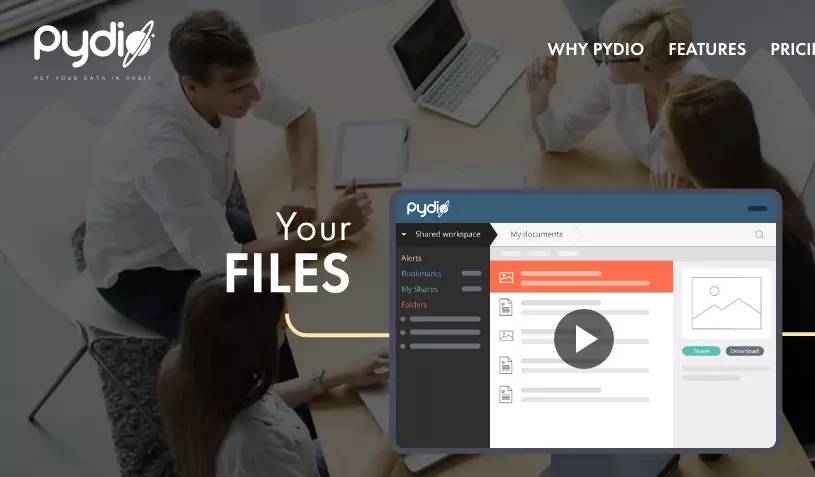 pydio
PUT YOUR DATA IN ORBIT
WHY PYDIO FEATURES PRICI
Your
FILES
pydio
Shared workspace My documents
Alerts
Bookmarks
My Shares
Folders
Share Download